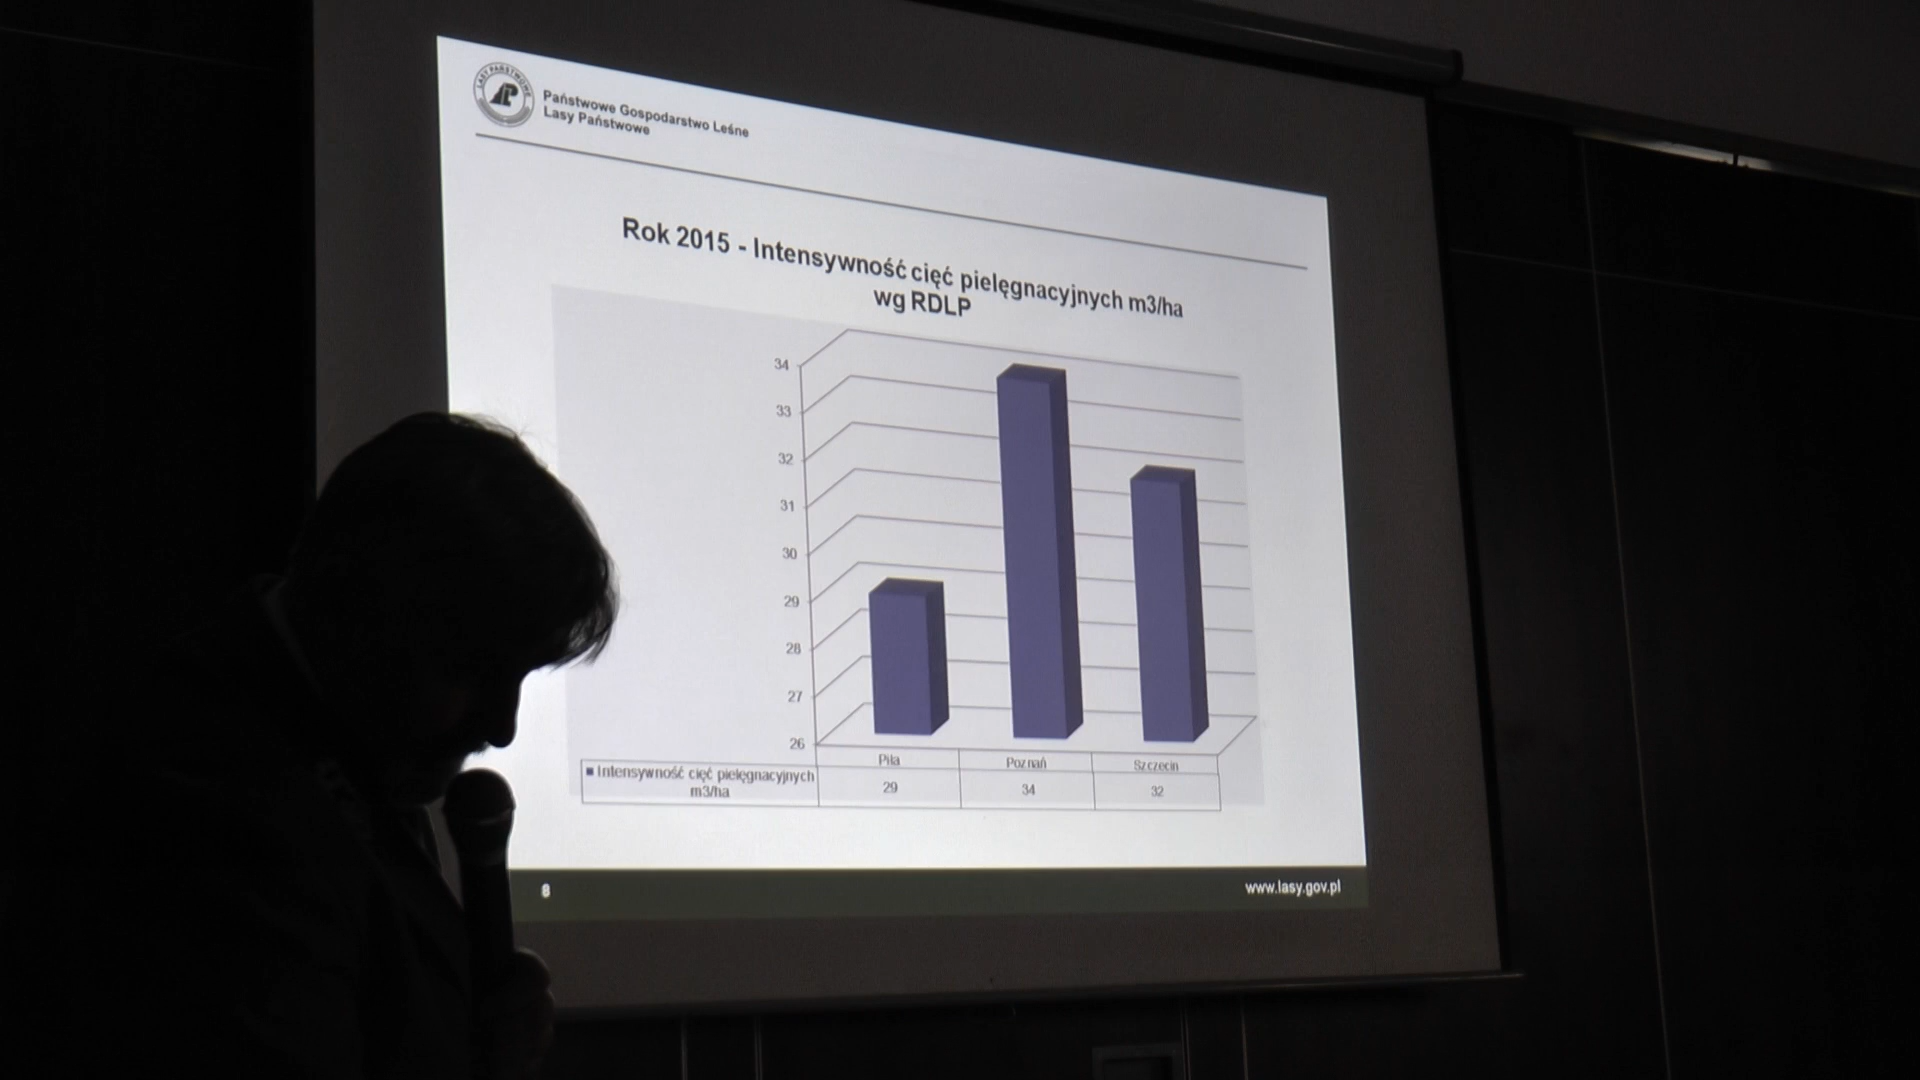 LASY PAŃSTWOWE
Państwowe Gospodarstwo Leśne
Lasy Państwowe
Rok 2015 - Intensywność cięć pielęgnacyjnych m3/ha
wg RDLP
34
33
32
31
30
29
28
27
26
Piła Poznań Szczecin
Intensywność cięć pielęgnacyjnych
m3/ha
29 34 32
8
www.lasy.gov.pl